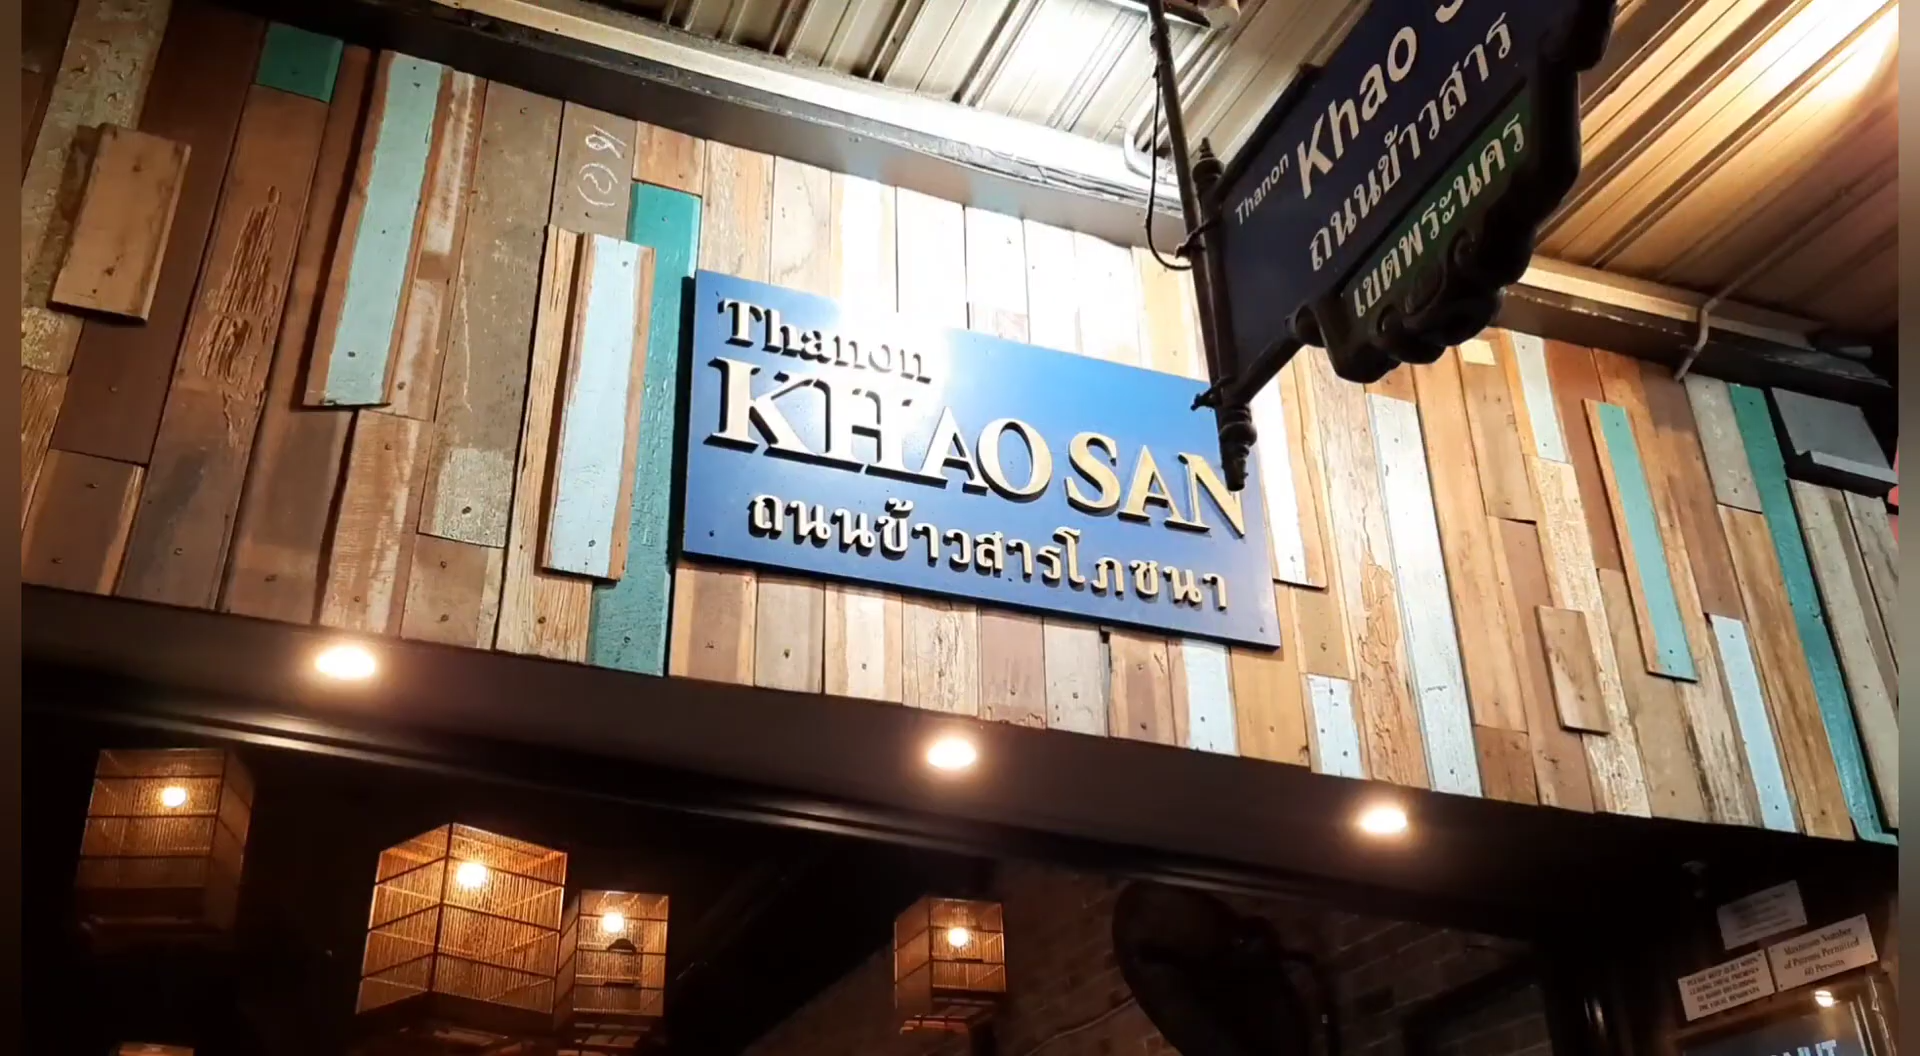 Thanon
KHAO SAN
ถนนข้าวสารโภชนา
Thanon Khao
ถนนข้าวสาร
เขตพระนคร
Maximum Number
of Patrons Permitted
60 Persons